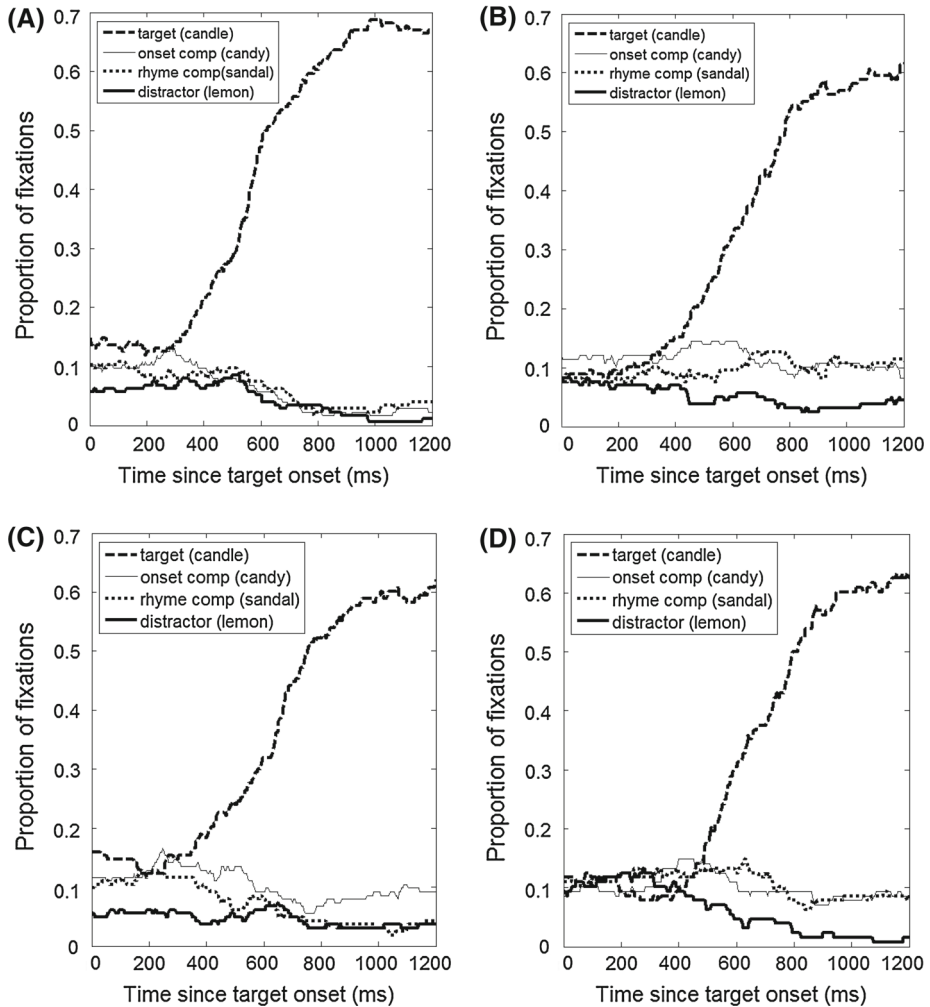 (A)
0.7
0.6
0.5
0.4
0.3
0.2
0.1
0
Proportion of fixations
target (candle)
onset comp (candy)
rhyme comp(sandal)
distractor (lemon)
0 200 400 600 800 1000 1200
Time since target onset (ms)
(B)
0.7
0.6
0.5
0.4
0.3
0.2
0.1
0
Proportion of fixations
target (candle)
onset comp (candy)
rhyme comp (sandal)
distractor (lemon)
0 200 400 600 800 1000 1200
Time since target onset (ms)
(C)
0.7
0.6
0.5
0.4
0.3
0.2
0.1
0
Proportion of fixations
target (candle)
onset comp (candy)
rhyme comp (sandal)
distractor (lemon)
0 200 400 600 800 1000 1200
Time since target onset (ms)
(D)
0.7
0.6
0.5
0.4
0.3
0.2
0.1
0
Proportion of fixations
target (candle)
onset comp (candy)
rhyme comp (sandal)
distractor (lemon)
0 200 400 600 800 1000 1200
Time since target onset (ms)